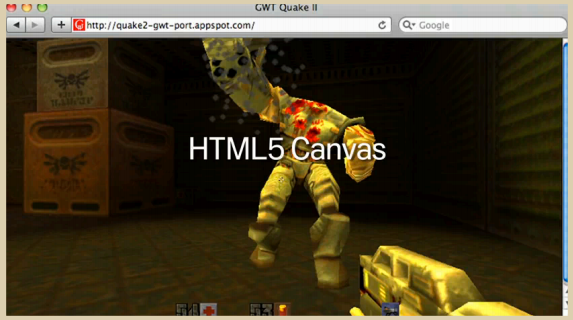 GWT Quake II
http://quake2-gwt-port.appspot.com/
Google
HTML5 Canvas